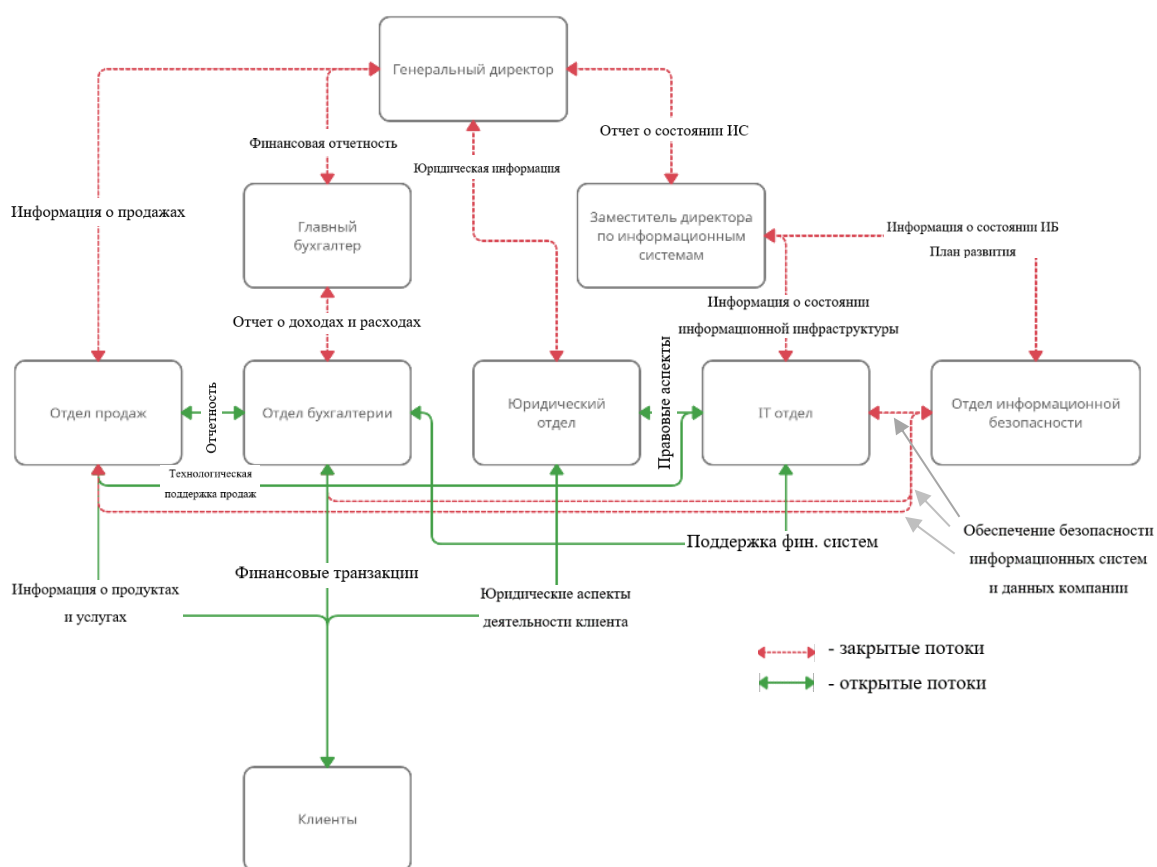 Генеральный директор
Отчет о состоянии ИС
Финансовая отчетность
Юридическая информация
Информация о продажах
Главный
бухгалтер
Заместитель директора
по информационным
системам
Информация о состоянии ИБ
План развития
Отчет о доходах и расходах
Информация о состоянии
информационной инфраструктуры
Отдел продаж
Отчетность
Отдел бухгалтерии
Юридический
отдел
Правовые аспекты
IT отдел
Отдел информационной
безопасности
Технологическая
поддержка продаж
Поддержка фин. систем
Обеспечение безопасности
информационных систем
и данных компании
Информация о продуктах
и услугах
Финансовые транзакции
Юридические аспекты
деятельности клиента
- закрытые потоки
- открытые потоки
Клиенты